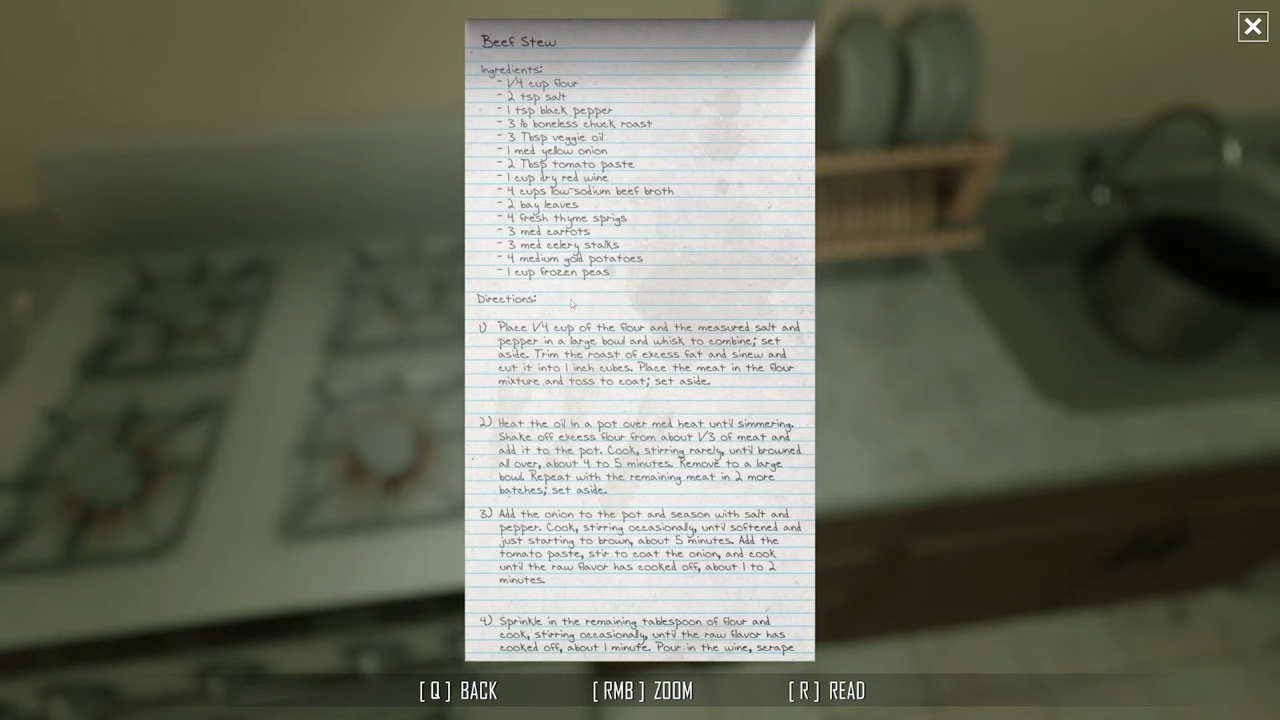 Beef Stew
Ingredients:
- 1/4 cup flour
- 2 tsp salt
- 1 tsp black pepper
- 3 lb boneless chuck roast
- 3 Tbsp veggie oil
- 1 med yellow onion
- 2 Tbsp tomato paste
- 1 cup dry red wine
- 4 cups low-sodium beef broth
- 2 bay leaves
- 4 fresh thyme sprigs
- 3 med carrots
- 3 med celery stalks
- 4 medium gold potatoes
- 1 cup frozen peas
Directions:
1) Place 1/4 cup of the flour and the measured salt and
pepper in a large bowl and whisk to combine; set
aside. Trim the roast of excess fat and sinew and
cut it into 1 inch cubes. Place the meat in the flour
mixture and toss to coat; set aside.
2) Heat the oil in a pot over med heat until simmering.
Shake off excess flour from about 1/3 of meat and
add it to the pot. Cook, stirring rarely, until browned
all over, about 4 to 5 minutes. Remove to a large
bowl. Repeat with the remaining meat in 2 more
batches; set aside.
3) Add the onion to the pot and season with salt and
pepper. Cook, stirring occasionally, until softened and
just starting to brown, about 5 minutes. Add the
tomato paste, stir to coat the onion, and cook
until the raw flavor has cooked off, about 1 to 2
minutes.
4) Sprinkle in the remaining tablespoon of flour and
cook, stirring occasionally, until the raw flavor has
cooked off, about 1 minute. Pour in the wine, scrape
[ Q ] BACK
[ RMB ] ZOOM
[ R ] READ